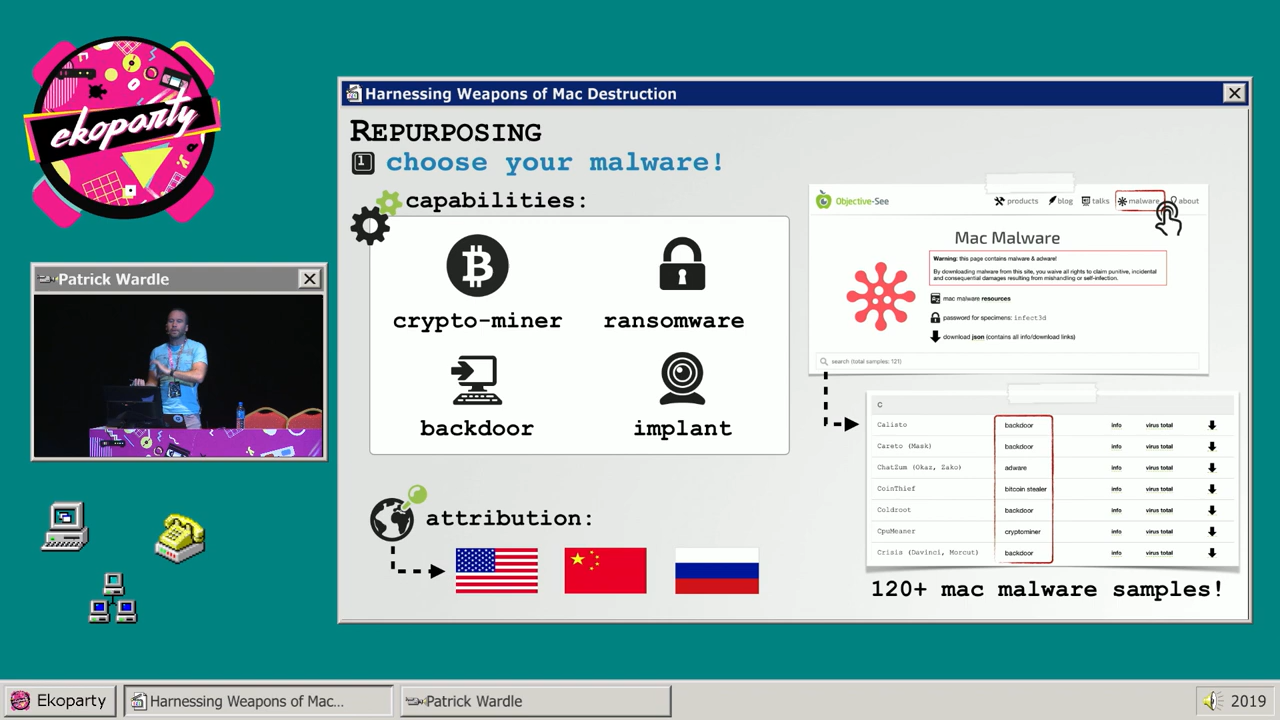 ekoparty
Patrick Wardle
Harnessing Weapons of Mac Destruction
REPURPOSING
1 choose your malware!
capabilities:
crypto-miner
ransomware
backdoor
implant
attribution:
Objective-See
products
blog
talks
malware
about
Mac Malware
Warning: this page contains malware & adware!
By downloading malware from this site, you waive all rights to claim punitive, incidental
and consequential damages resulting from mishandling or self-infection.
mac malware resources
password for specimens: infect3d
download json (contains all info/download links)
search (total samples: 121)
C
Calisto backdoor info virus total
Careto (Mask) backdoor info virus total
ChatZum (Okaz, Zako) adware info virus total
CoinThief bitcoin stealer info virus total
Coldroot backdoor info virus total
CpuMeaner cryptominer info virus total
Crisis (Davinci, Morcut) backdoor info virus total
120+ mac malware samples!
Ekoparty
Harnessing Weapons of Mac...
Patrick Wardle
2019